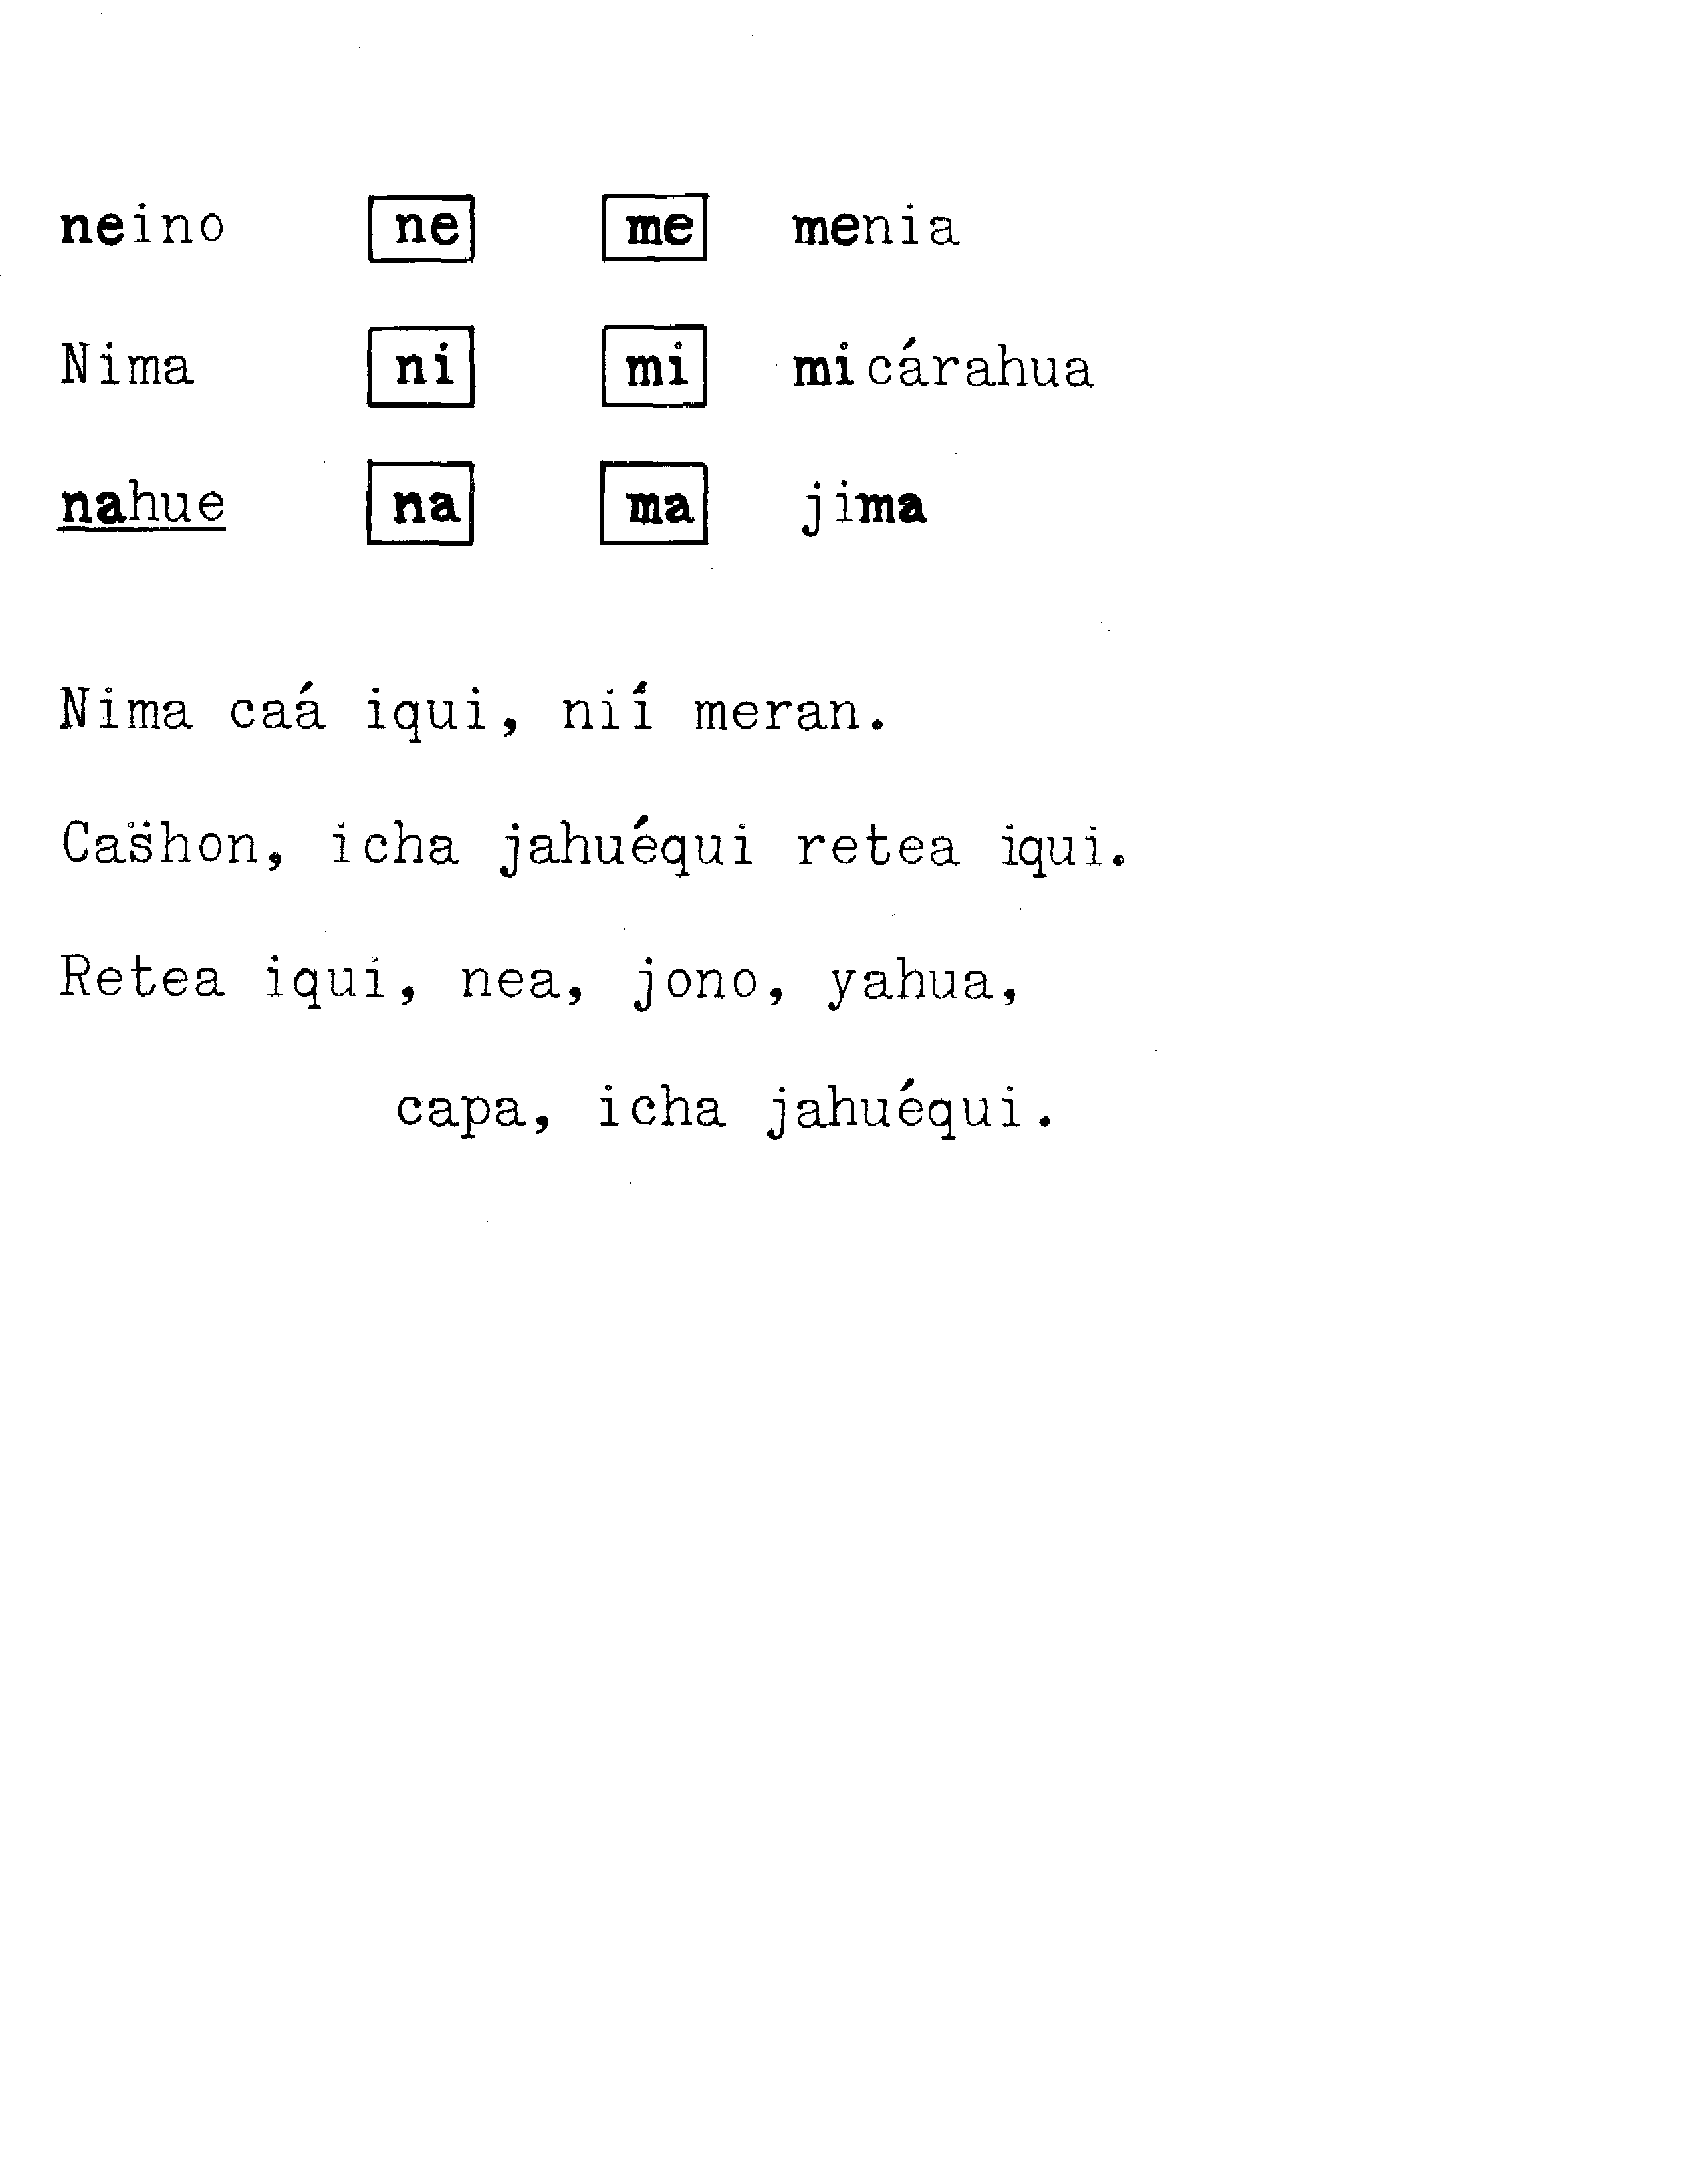 neino ne me menia
Nima ni mi micárahua
nahue na ma jima
Nima caá iqui, nií meran.
Cas̈hon, icha jahuéqui retea iqui.
Retea iqui, nea, jono, yahua,
capa, icha jahuéqui.